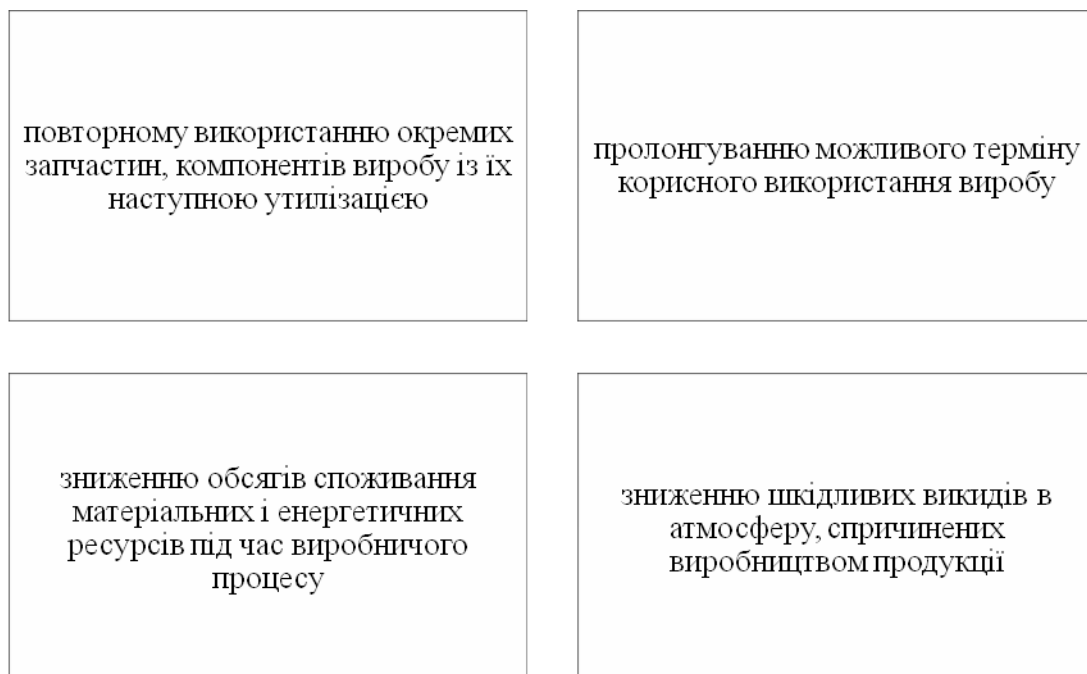 повторному використанню окремих
запчастин, компонентів виробу із їх
наступною утилізацією
пролонгуванню можливого терміну
корисного використання виробу
зниженню обсягів споживання
матеріальних і енергетичних
ресурсів під час виробничого
процесу
зниженню шкідливих викидів в
атмосферу, спричинених
виробництвом продукції